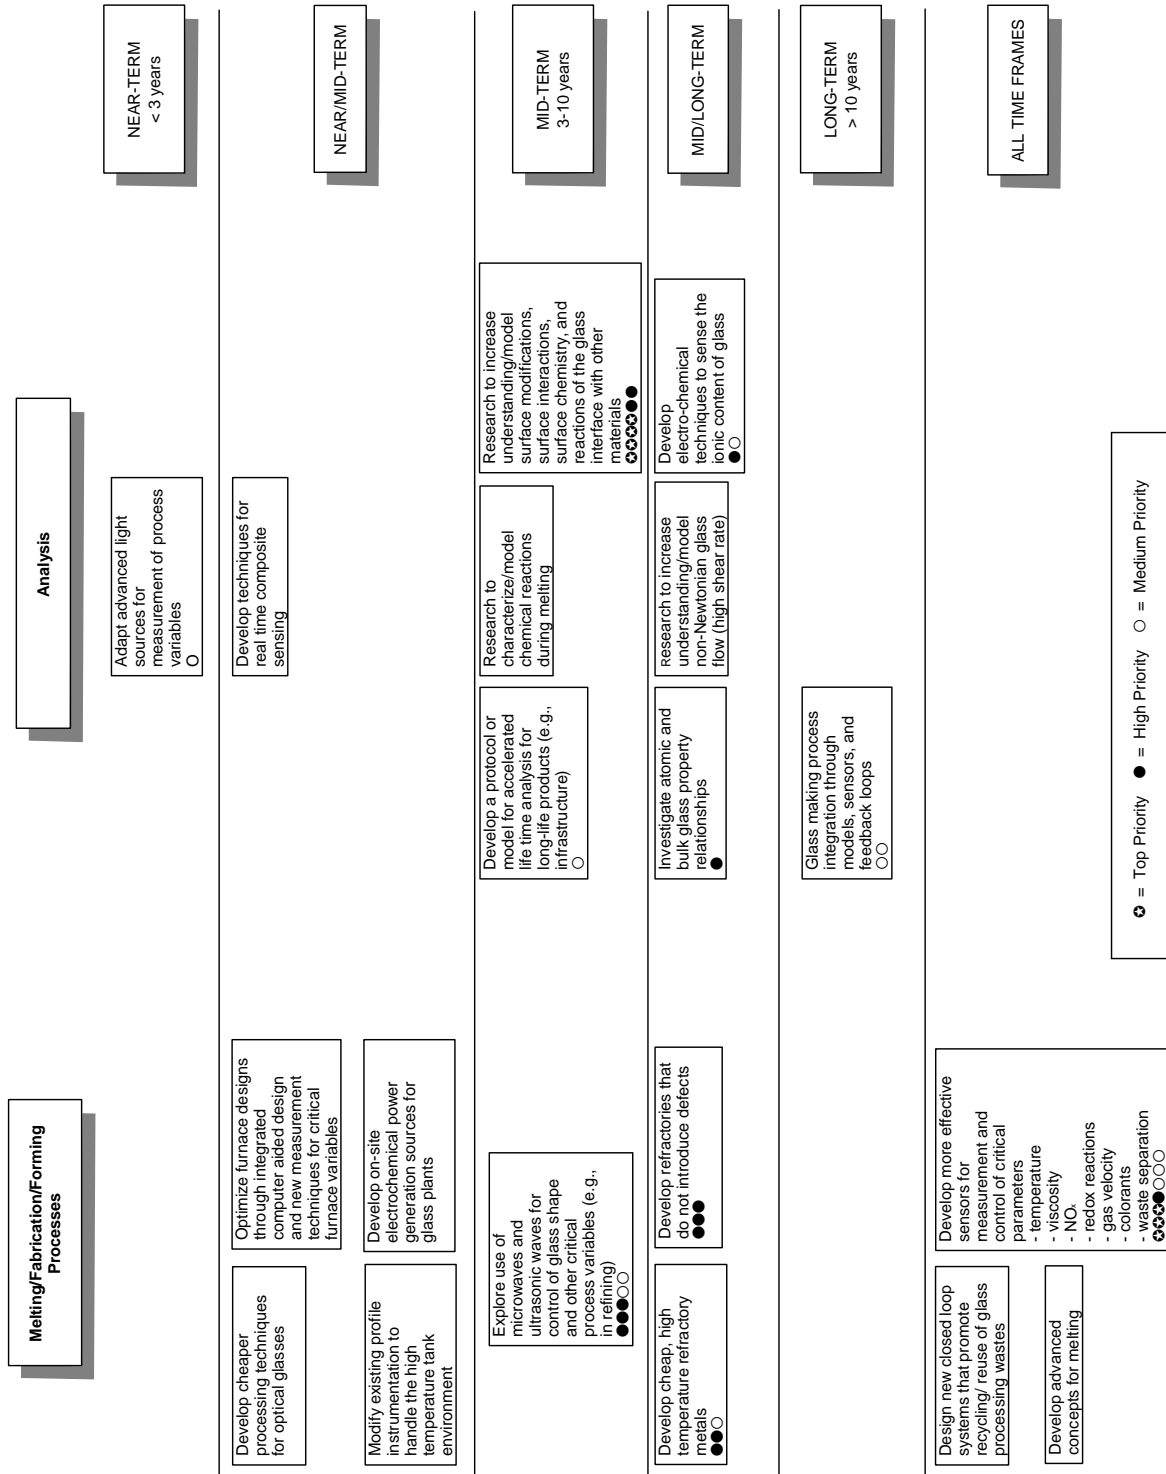 Melting/Fabrication/Forming
Processes
Analysis
Adapt advanced light
sources for
measurement of process
variables
○
NEAR-TERM
< 3 years
Develop cheaper
processing techniques
for optical glasses
Optimize furnace designs
through integrated
computer aided design
and new measurement
techniques for critical
furnace variables
Develop techniques for
real time composite
sensing
NEAR/MID-TERM
Modify existing profile
instrumentation to
handle the high
temperature tank
environment
Develop on-site
electrochemical power
generation sources for
glass plants
Explore use of
microwaves and
ultrasonic waves for
control of glass shape
and other critical
process variables (e.g.,
in refining)
●●●○○
Develop a protocol or
model for accelerated
life time analysis for
long-life products (e.g.,
infrastructure)
○
Research to
characterize/model
chemical reactions
during melting
Research to increase
understanding/model
surface modifications,
surface interactions,
surface chemistry, and
reactions of the glass
interface with other
materials
✪✪✪✪●●
MID-TERM
3-10 years
Develop cheap, high
temperature refractory
metals
●●○
Develop refractories that
do not introduce defects
●●●
Investigate atomic and
bulk glass property
relationships
●
Research to increase
understanding/model
non-Newtonian glass
flow (high shear rate)
Develop
electro-chemical
techniques to sense the
ionic content of glass
●○
MID/LONG-TERM
Glass making process
integration through
models, sensors, and
feedback loops
○○
LONG-TERM
> 10 years
Design new closed loop
systems that promote
recycling/ reuse of glass
processing wastes
Develop advanced
concepts for melting
Develop more effective
sensors for
measurement and
control of critical
parameters
- temperature
- viscosity
- NOx
- redox reactions
- gas velocity
- colorants
- waste separation
✪✪✪●○○○
ALL TIME FRAMES
✪ = Top Priority ● = High Priority ○ = Medium Priority